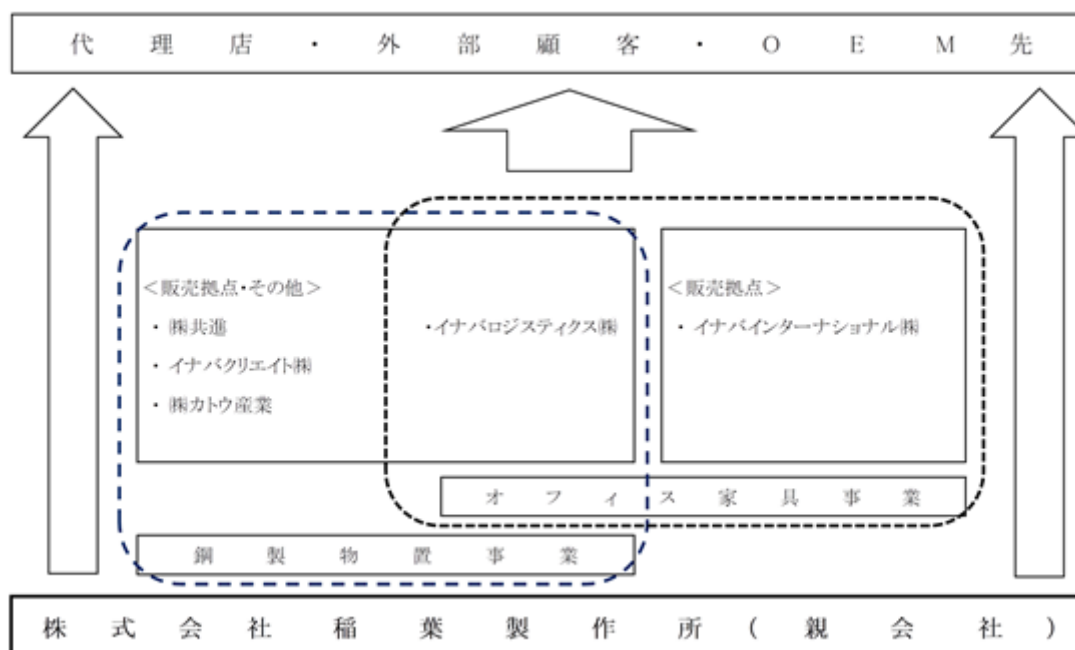 代理店・外部顧客・OEM先
＜販売拠点・その他＞
・㈱共進
・イナバクリエイト㈱
・㈱カトウ産業
・イナバロジスティクス㈱
＜販売拠点＞
・イナバインターナショナル㈱
オフィス家具事業
鋼製物置事業
株式会社稲葉製作所(親会社)